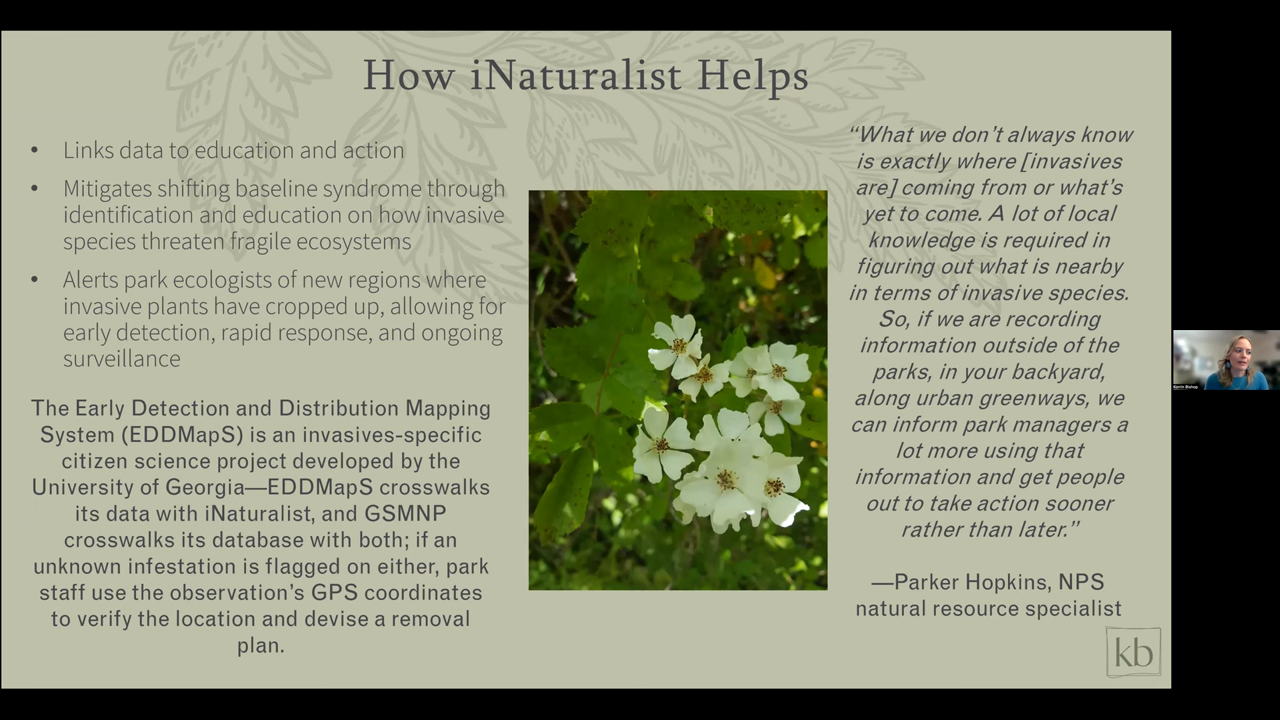 How iNaturalist Helps
• Links data to education and action
• Mitigates shifting baseline syndrome through
identification and education on how invasive
species threaten fragile ecosystems
• Alerts park ecologists of new regions where
invasive plants have cropped up, allowing for
early detection, rapid response, and ongoing
surveillance
The Early Detection and Distribution Mapping
System (EDDMapS) is an invasives-specific
citizen science project developed by the
University of Georgia—EDDMapS crosswalks
its data with iNaturalist, and GSMNP
crosswalks its database with both; if an
unknown infestation is flagged on either, park
staff use the observation’s GPS coordinates
to verify the location and devise a removal
plan.
“What we don’t always know
is exactly where [invasives
are] coming from or what’s
yet to come. A lot of local
knowledge is required in
figuring out what is nearby
in terms of invasive species.
So, if we are recording
information outside of the
parks, in your backyard,
along urban greenways, we
can inform park managers a
lot more using that
information and get people
out to take action sooner
rather than later.”
—Parker Hopkins, NPS
natural resource specialist
kb
Bishop